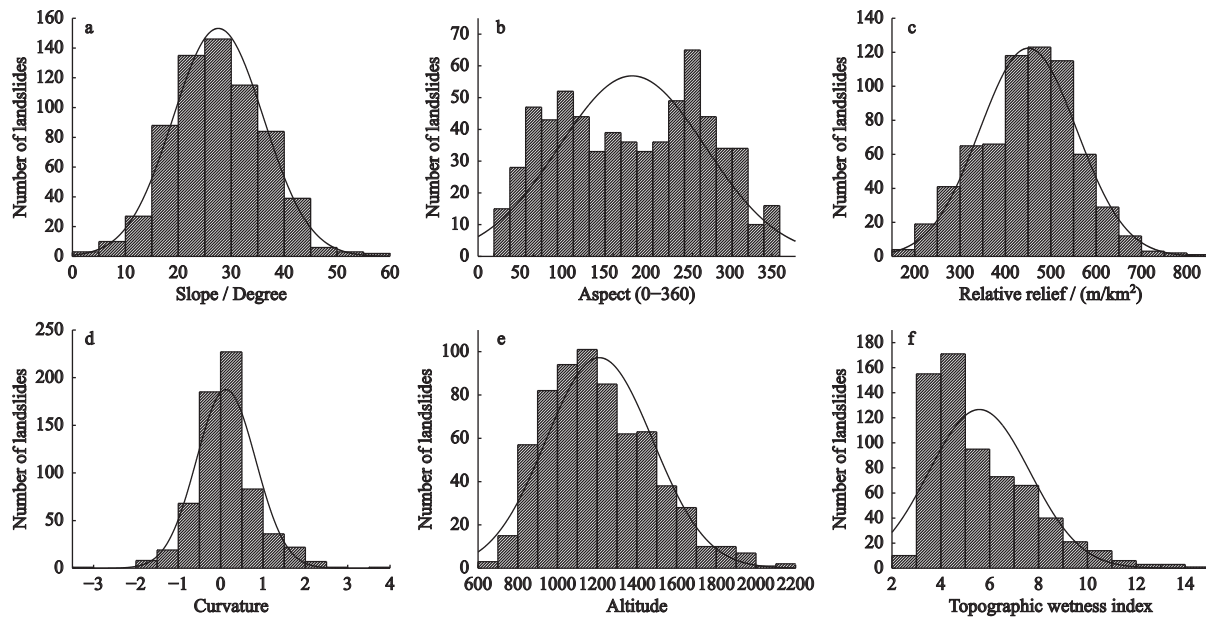 a
160
140
120
100
80
60
40
20
0
Number of landslides
0 10 20 30 40 50 60
Slope / Degree
b
70
60
50
40
30
20
10
0
Number of landslides
0 50 100 150 200 250 300 350
Aspect (0−360)
c
140
120
100
80
60
40
20
0
Number of landslides
200 300 400 500 600 700 800
Relative relief / (m/km²)
d
250
200
150
100
50
0
Number of landslides
−3 −2 −1 0 1 2 3 4
Curvature
e
100
80
60
40
20
0
Number of landslides
600 800 1000 1200 1400 1600 1800 2000 2200
Altitude
f
180
160
140
120
100
80
60
40
20
0
Number of landslides
2 4 6 8 10 12 14
Topographic wetness index